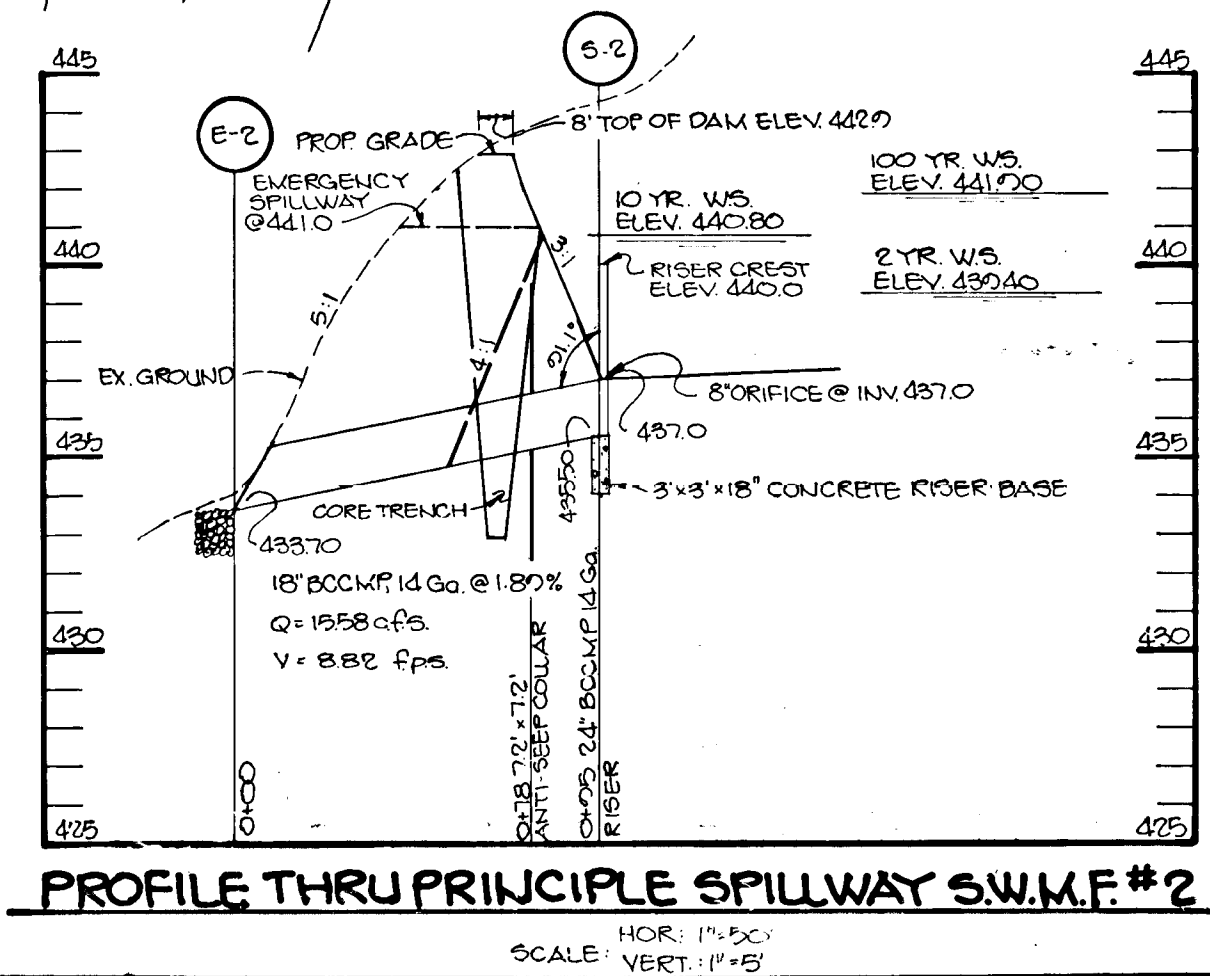 S-2
445
445
E-2
PROP. GRADE
8' TOP OF DAM ELEV. 442.9
EMERGENCY
SPILLWAY
@441.0
10 YR. W.S.
ELEV. 440.80
100 YR. W.S.
ELEV. 441.90
440
440
3:1
RISER CREST
ELEV. 440.0
2 YR. W.S.
ELEV. 439.40
5:1
4:1
91.1°
EX. GROUND
8" ORIFICE @ INV. 437.0
437.0
435
435
435.50
3'x3'x18" CONCRETE RISER BASE
CORE TRENCH
433.70
18" BCCMP, 14 Ga. @ 1.89%
Q = 15.58 c.f.s.
V = 8.82 f.p.s.
430
430
0+00
0+78 7.2' x 7.2'
ANTI-SEEP COLLAR
0+95 24" BCCMP 14 Ga.
RISER
425
425
PROFILE THRU PRINCIPLE SPILLWAY S.W.M.F. #2
SCALE: HOR: 1"=50'
VERT.: 1"=5'